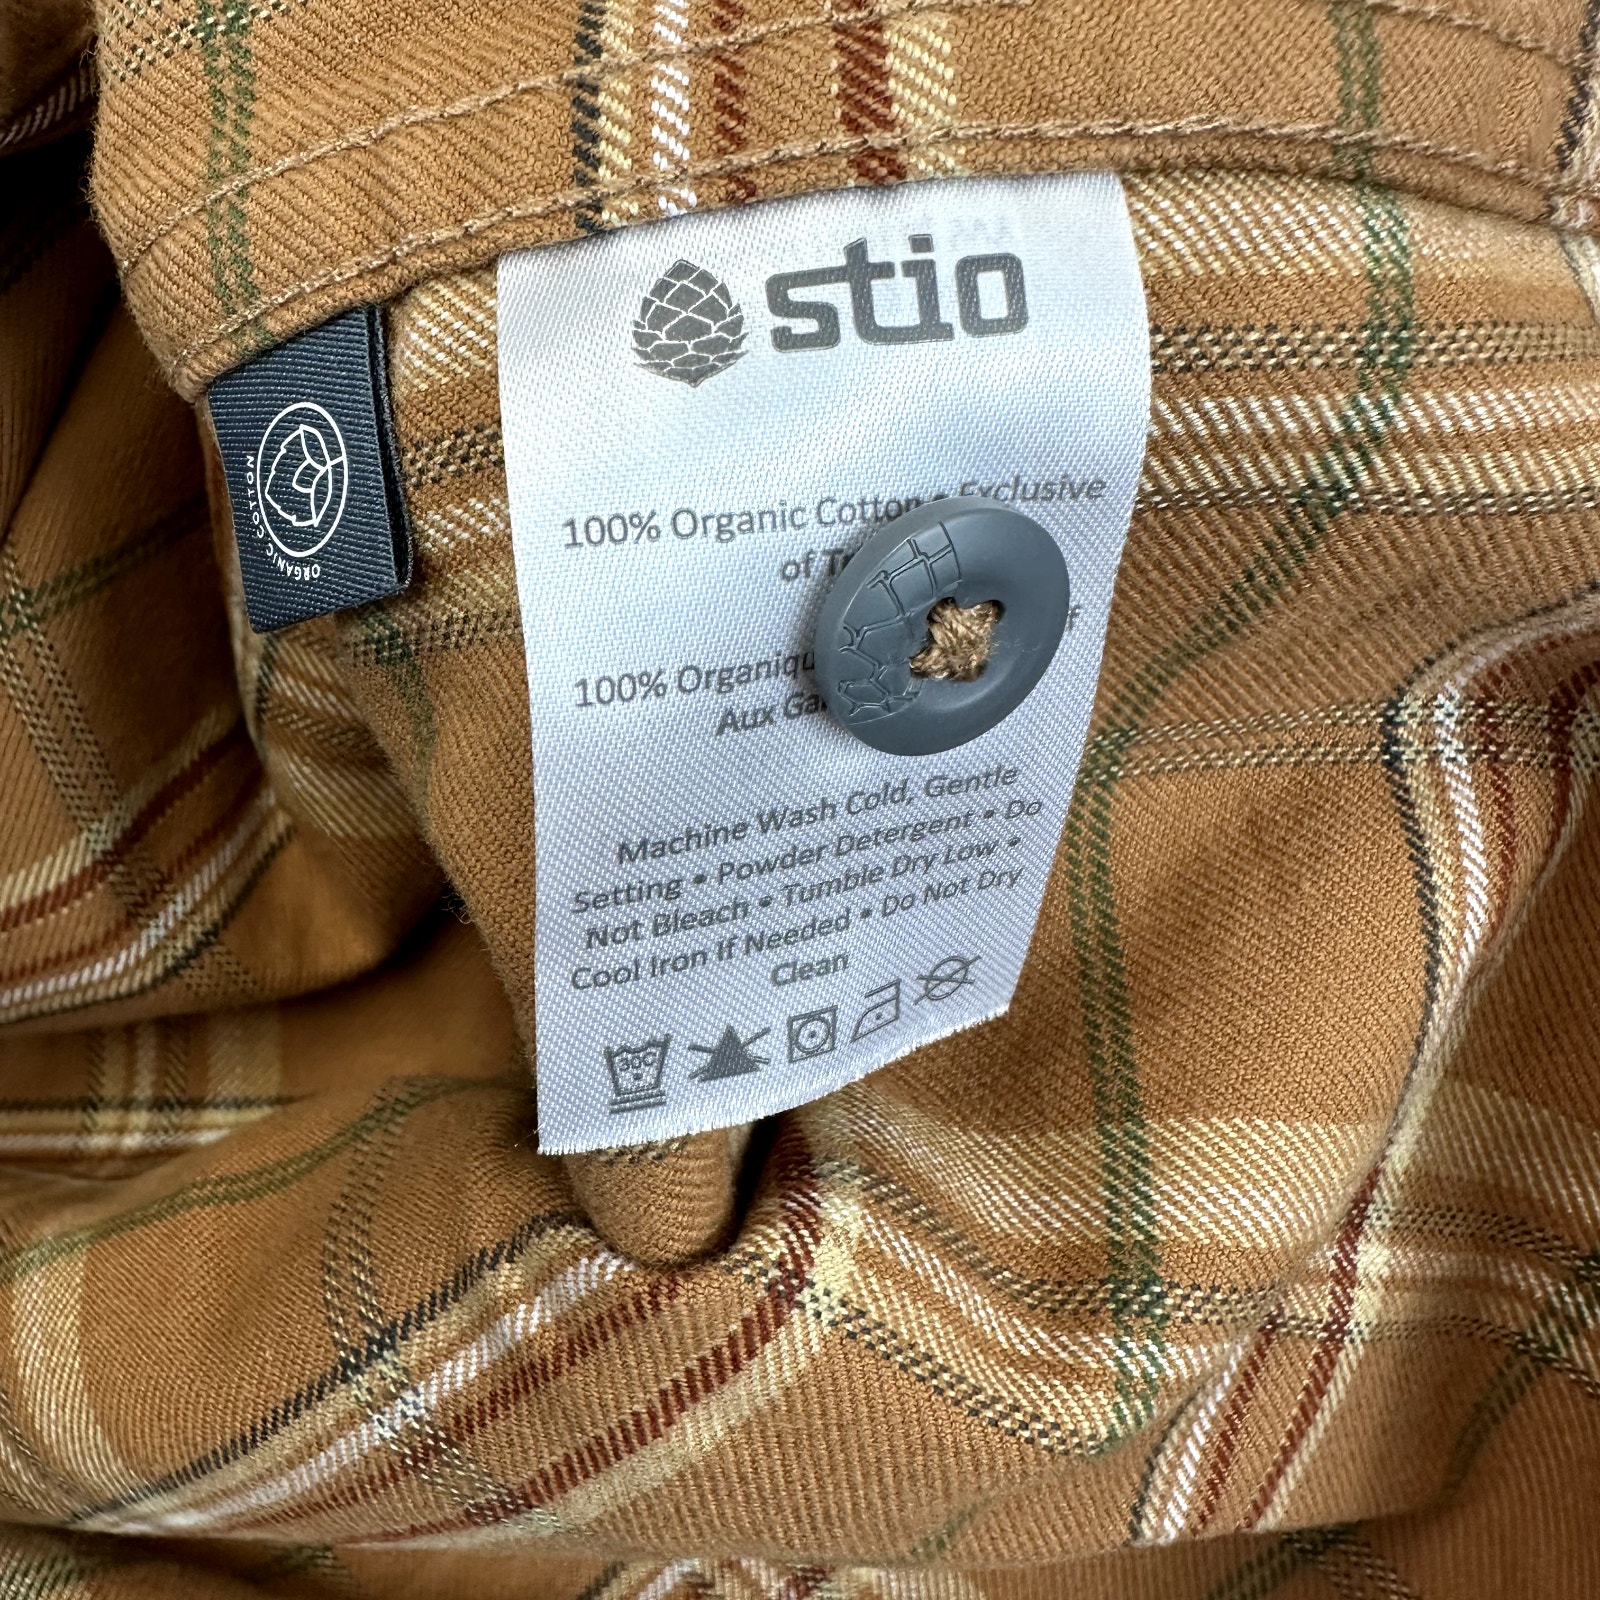 stio
ORGANIC COTTON
100% Organic Cotton • Exclusive
of
100% Organiqu
Aux
Machine Wash Cold, Gentle
Setting • Powder Detergent • Do
Not Bleach • Tumble Dry Low •
Cool Iron If Needed • Do Not Dry
Clean
30C